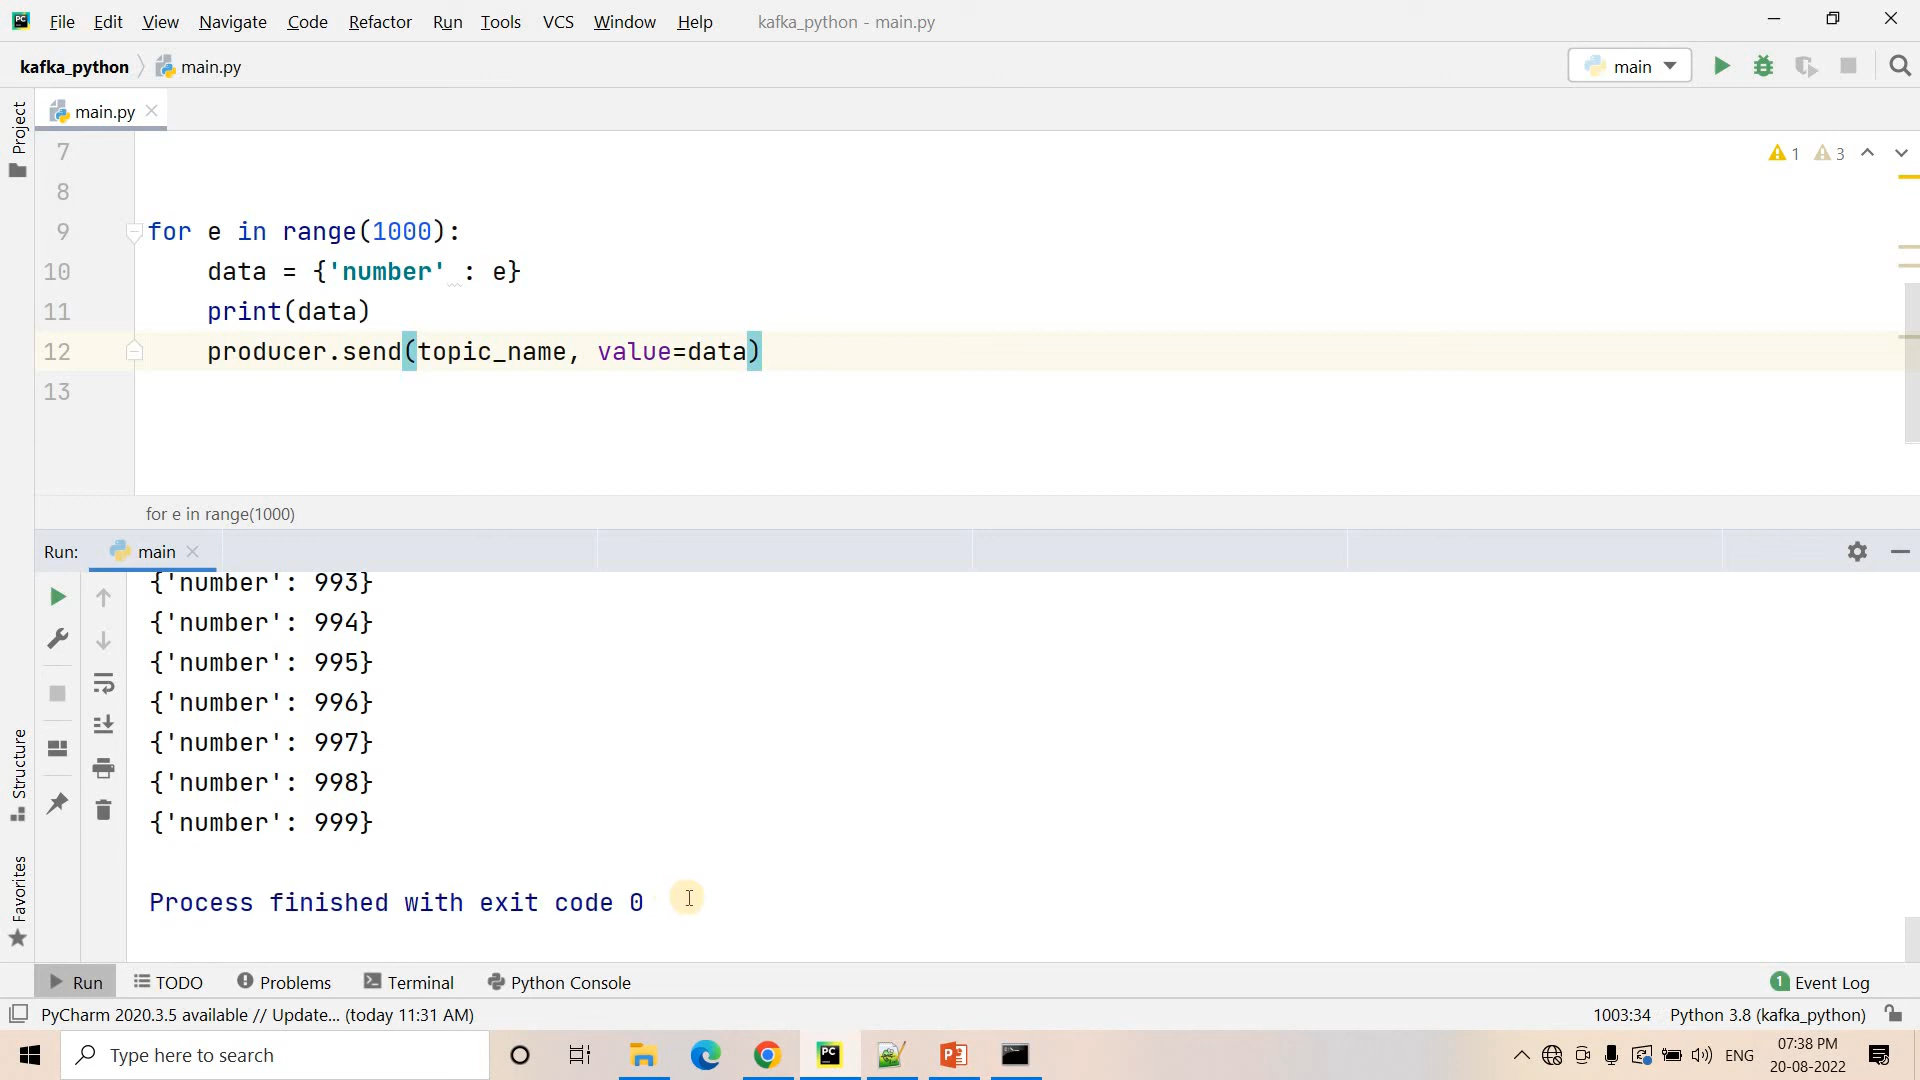 File Edit View Navigate Code Refactor Run Tools VCS Window Help kafka_python - main.py
kafka_python main.py main
Project
main.py
7
1 3
8
9 for e in range(1000):
10 data = {'number' : e}
11 print(data)
12 producer.send(topic_name, value=data)
13
for e in range(1000)
Run: main
{'number': 993}
{'number': 994}
{'number': 995}
{'number': 996}
{'number': 997}
{'number': 998}
{'number': 999}
Process finished with exit code 0
Structure
Favorites
Run TODO Problems Terminal Python Console 1 Event Log
PyCharm 2020.3.5 available // Update... (today 11:31 AM) 1003:34 Python 3.8 (kafka_python)
Type here to search ENG 07:38 PM
20-08-2022